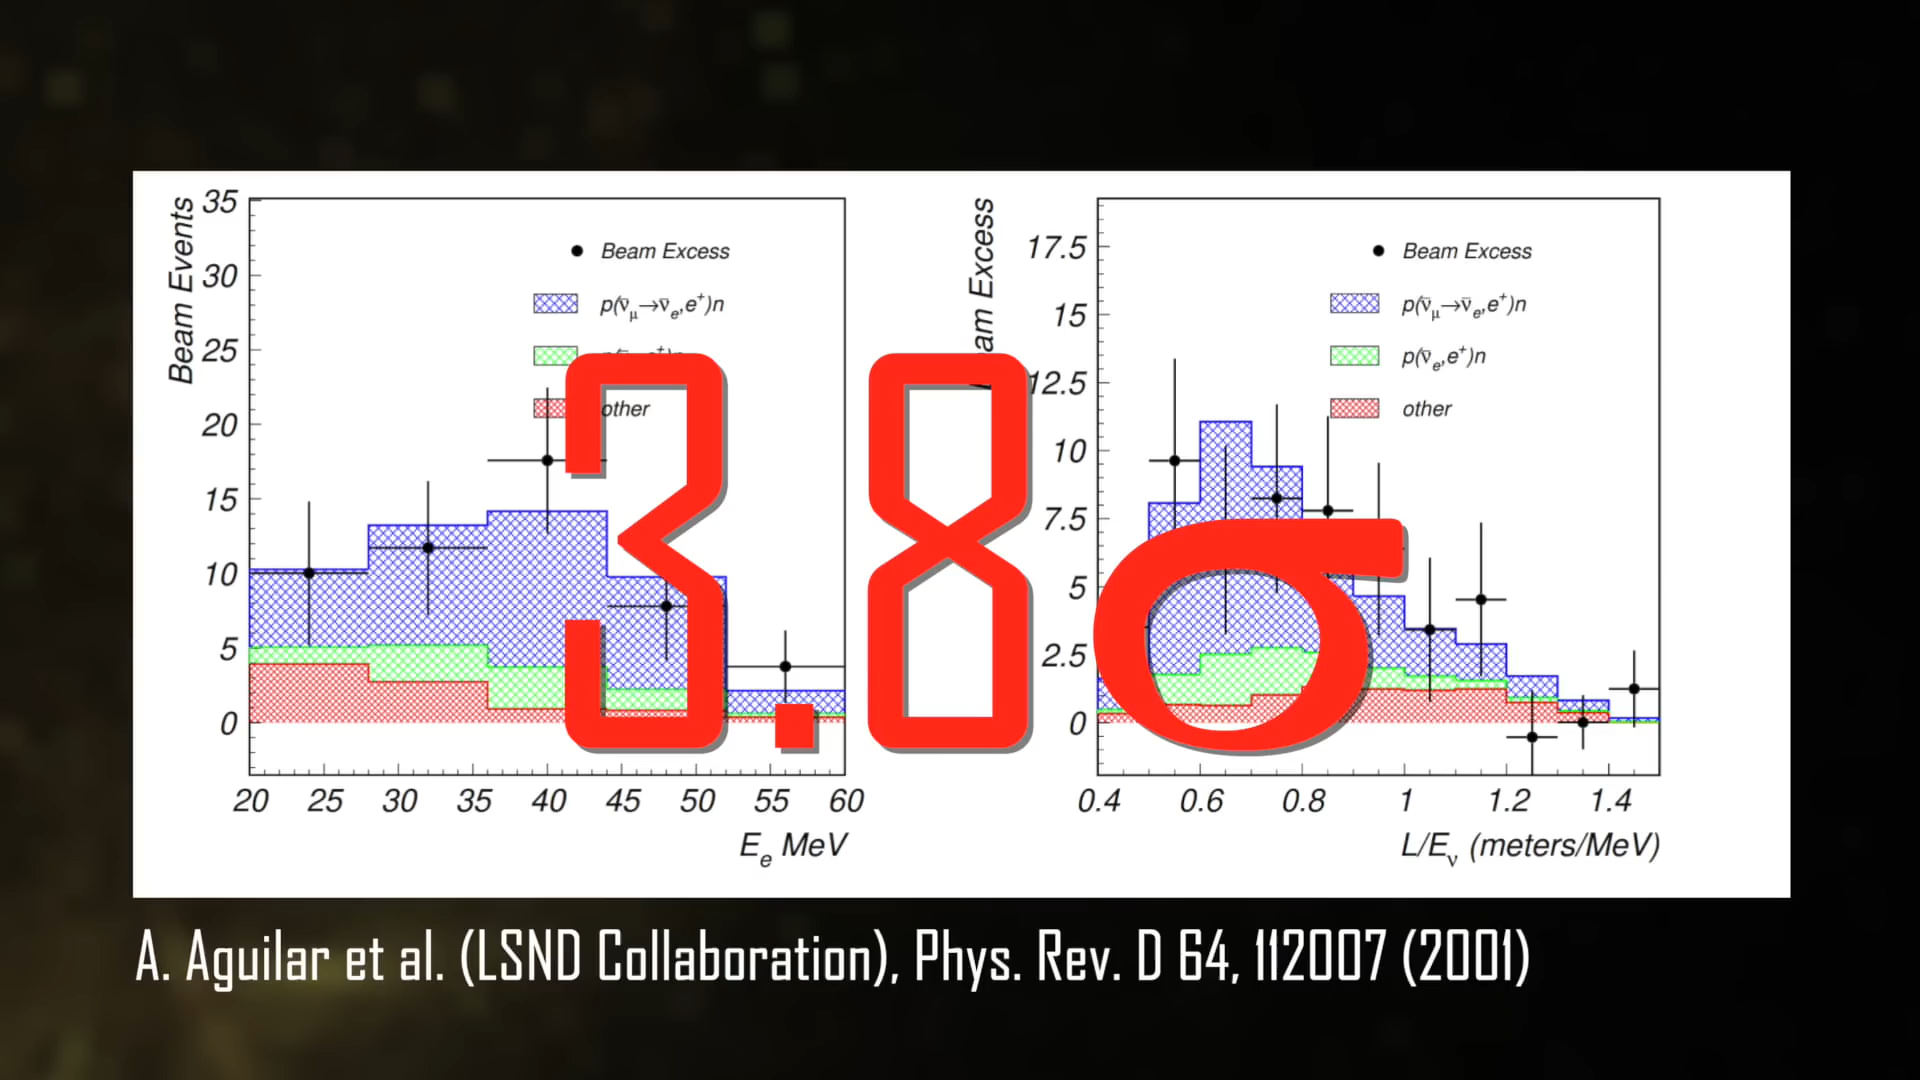 Beam Events
35
30
25
20
15
10
5
0
Beam Excess
p(ν̄μ→ν̄e,e⁺)n
other
20 25 30 35 40 45 50 55 60
Ee MeV
Excess
17.5
15
12.5
10
7.5
5
2.5
0
Beam Excess
p(ν̄μ→ν̄e,e⁺)n
p(ν̄e,e⁺)n
other
0.4 0.6 0.8 1 1.2 1.4
L/Eν (meters/MeV)
3.8σ
A. Aguilar et al. (LSND Collaboration), Phys. Rev. D 64, 112007 (2001)